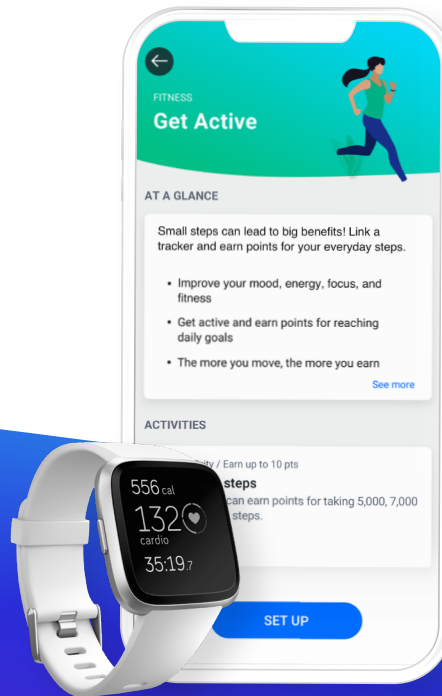 FITNESS
Get Active
AT A GLANCE
Small steps can lead to big benefits! Link a
tracker and earn points for your everyday steps.
• Improve your mood, energy, focus, and
fitness
• Get active and earn points for reaching
daily goals
• The more you move, the more you earn
See more
ACTIVITIES
/ Earn up to 10 pts
steps
can earn points for taking 5,000, 7,000
steps.
SET UP
556 cal
132
cardio
35:19.7